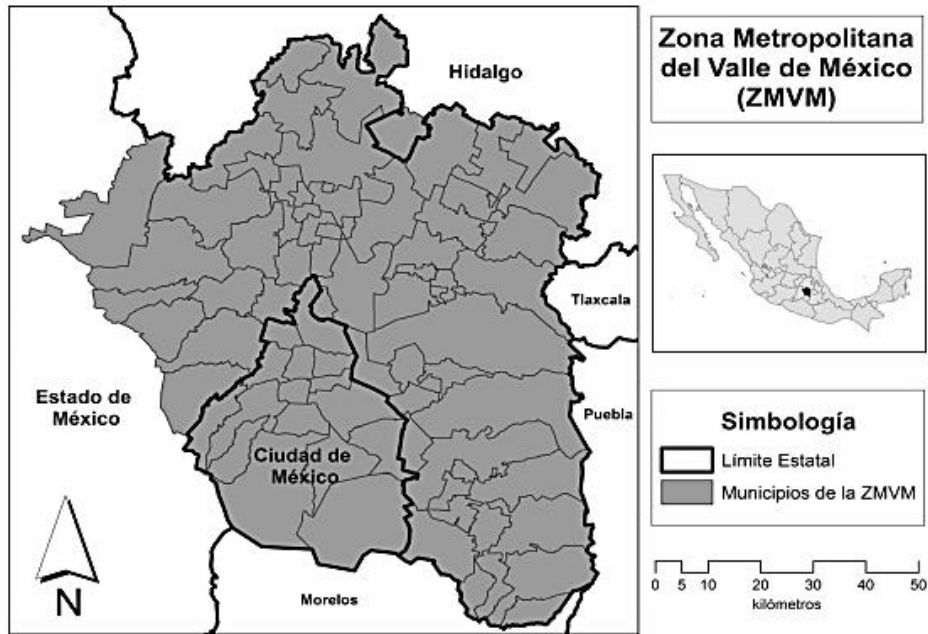 Zona Metropolitana
del Valle de México
(ZMVM)
Hidalgo
Tlaxcala
Estado de
México
Puebla
Ciudad de
México
Morelos
N
Simbología
Límite Estatal
Municipios de la ZMVM
0 5 10 20 30 40 50
kilómetros